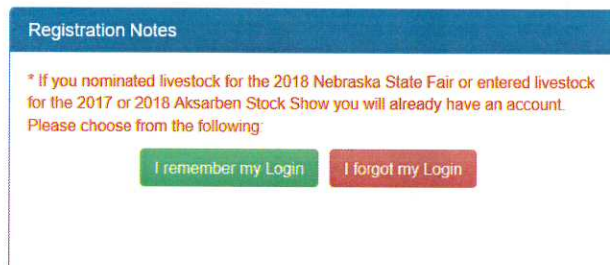 Registration Notes
* If you nominated livestock for the 2018 Nebraska State Fair or entered livestock
for the 2017 or 2018 Aksarben Stock Show you will already have an account.
Please choose from the following:
I remember my Login I forgot my Login